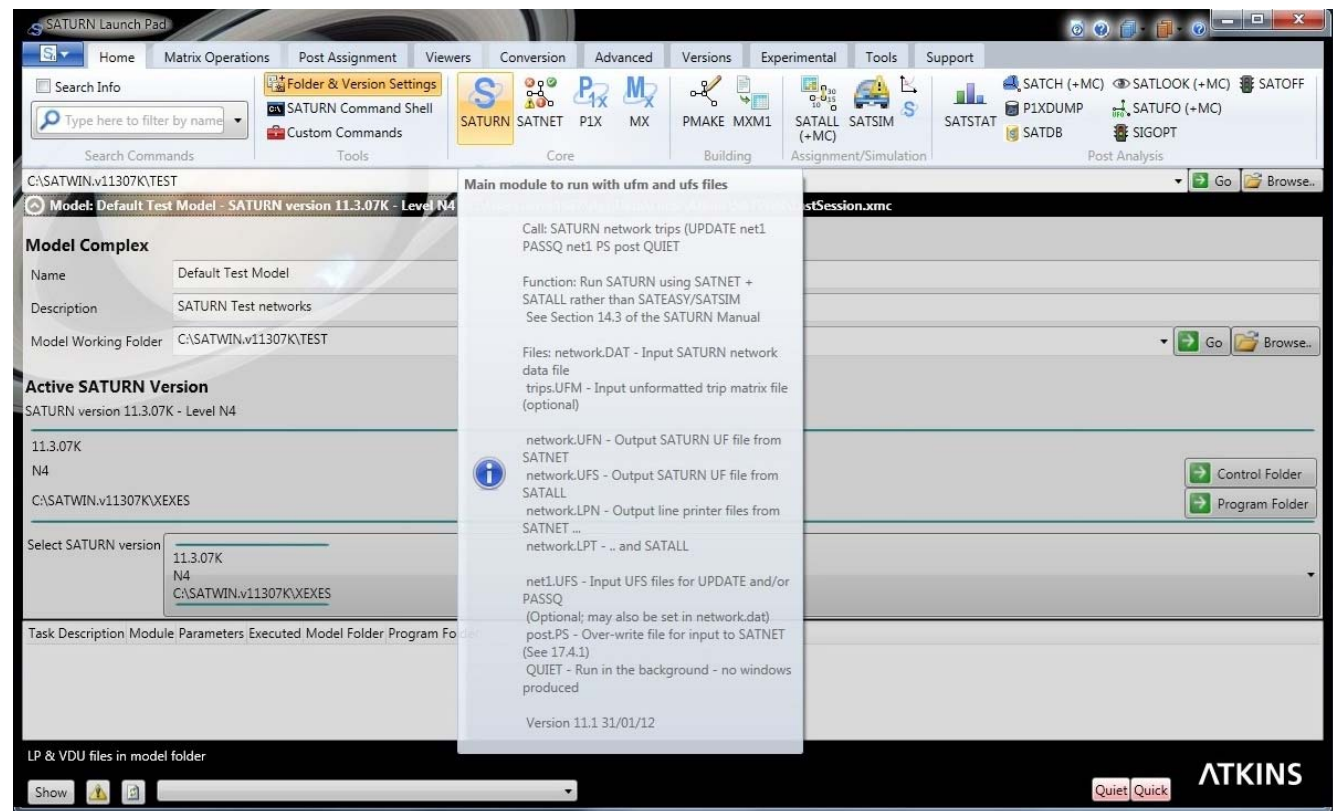 SATURN Launch Pad
Home Matrix Operations Post Assignment Viewers Conversion Advanced Versions Experimental Tools Support
Search Info
Type here to filter by name
Search Commands
Folder & Version Settings
SATURN Command Shell
Custom Commands
Tools
SATURN SATNET P1X MX
Core
PMAKE MXM1
Building
SATALL (+MC) SATSIM
Assignment/Simulation
SATSTAT
SATCH (+MC) SATLOOK (+MC) SATOFF
P1XDUMP SATUFO (+MC)
SATDB SIGOPT
Post Analysis
C:\SATWIN.v11307K\TEST
Go Browse..
Model: Default Test Model - SATURN version 11.3.07K - Level N4
stSession.xmc
Model Complex
Name Default Test Model
Description SATURN Test networks
Model Working Folder C:\SATWIN.v11307K\TEST
Go Browse..
Active SATURN Version
SATURN version 11.3.07K - Level N4
11.3.07K
N4
C:\SATWIN.v11307K\XEXES
Control Folder
Program Folder
Select SATURN version
11.3.07K
N4
C:\SATWIN.v11307K\XEXES
Task Description Module Parameters Executed Model Folder Program Fo
Main module to run with ufm and ufs files
Call: SATURN network trips (UPDATE net1
PASSQ net1 PS post QUIET
Function: Run SATURN using SATNET +
SATALL rather than SATEASY/SATSIM
See Section 14.3 of the SATURN Manual
Files: network.DAT - Input SATURN network
data file
trips.UFM - Input unformatted trip matrix file
(optional)
network.UFN - Output SATURN UF file from
SATNET
network.UFS - Output SATURN UF file from
SATALL
network.LPN - Output line printer files from
SATNET ...
network.LPT - .. and SATALL
net1.UFS - Input UFS files for UPDATE and/or
PASSQ
(Optional; may also be set in network.dat)
post.PS - Over-write file for input to SATNET
(See 17.4.1)
QUIET - Run in the background - no windows
produced
Version 11.1 31/01/12
LP & VDU files in model folder
Show
Quiet Quick
ATKINS